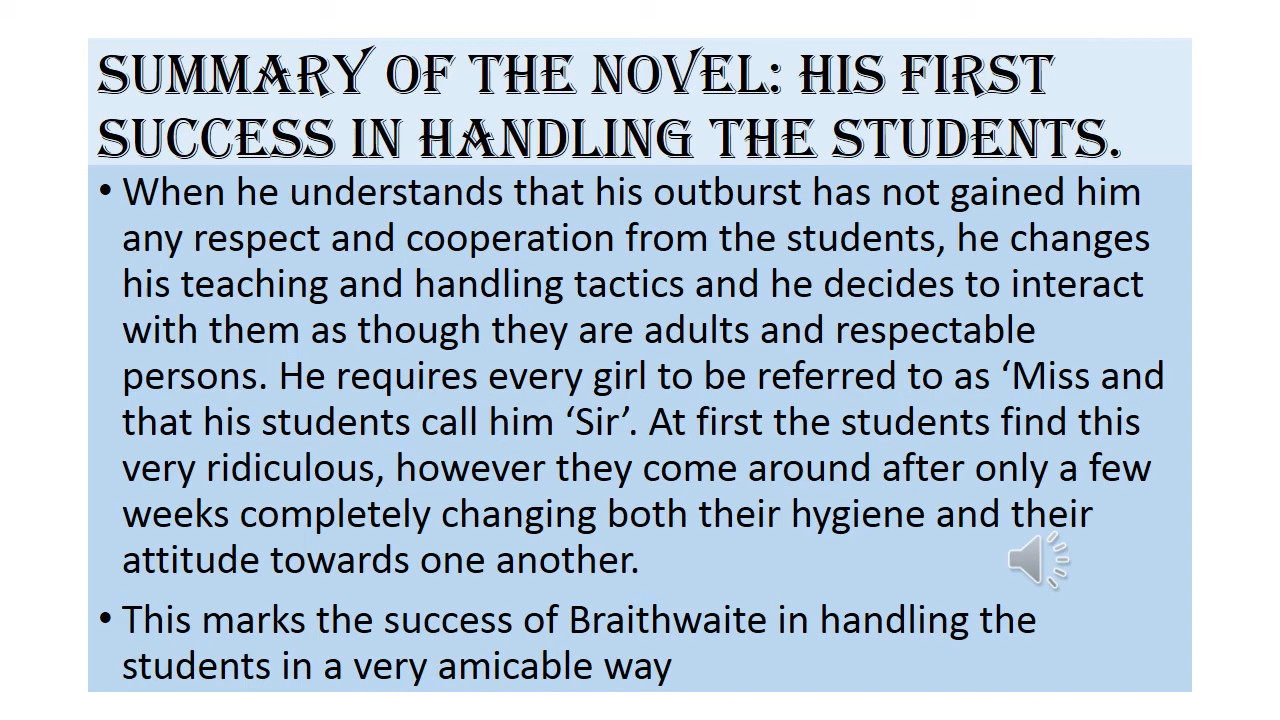 SUMMARY OF THE NOVEL: HIS FIRST
SUCCESS IN HANDLING THE STUDENTS.
• When he understands that his outburst has not gained him
any respect and cooperation from the students, he changes
his teaching and handling tactics and he decides to interact
with them as though they are adults and respectable
persons. He requires every girl to be referred to as ‘Miss and
that his students call him ‘Sir’. At first the students find this
very ridiculous, however they come around after only a few
weeks completely changing both their hygiene and their
attitude towards one another.
• This marks the success of Braithwaite in handling the
students in a very amicable way